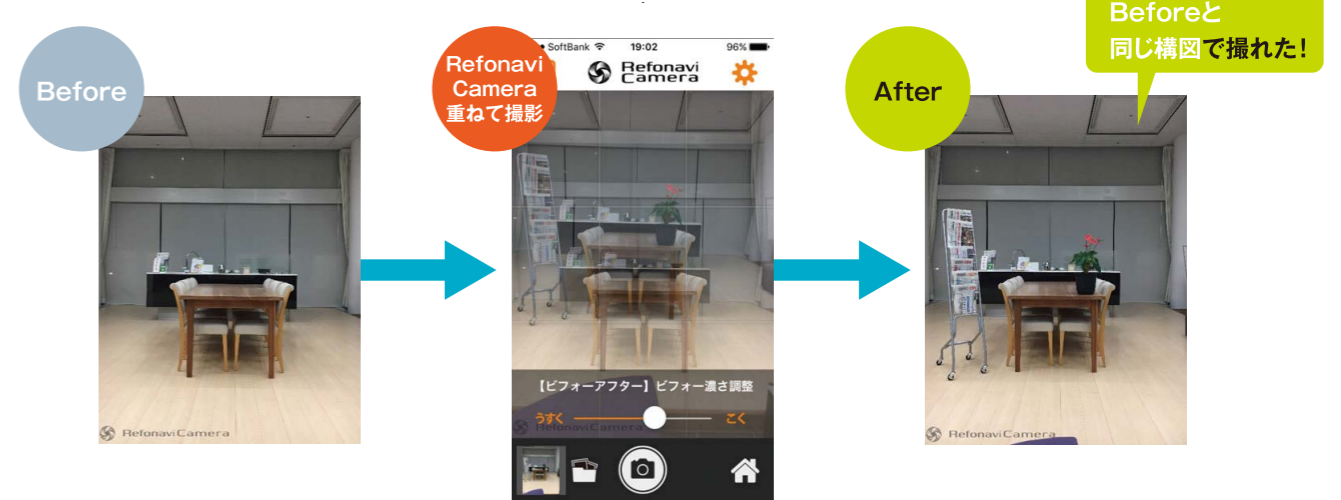 Before
RefonaviCamera
Refonavi
Camera
重ねて撮影
SoftBank
19:02
96%
Refonavi
Camera
【ビフォーアフター】ビフォー濃さ調整
うすく
こく
RefonaviCamera
After
Beforeと
同じ構図で撮れた!
RefonaviCamera